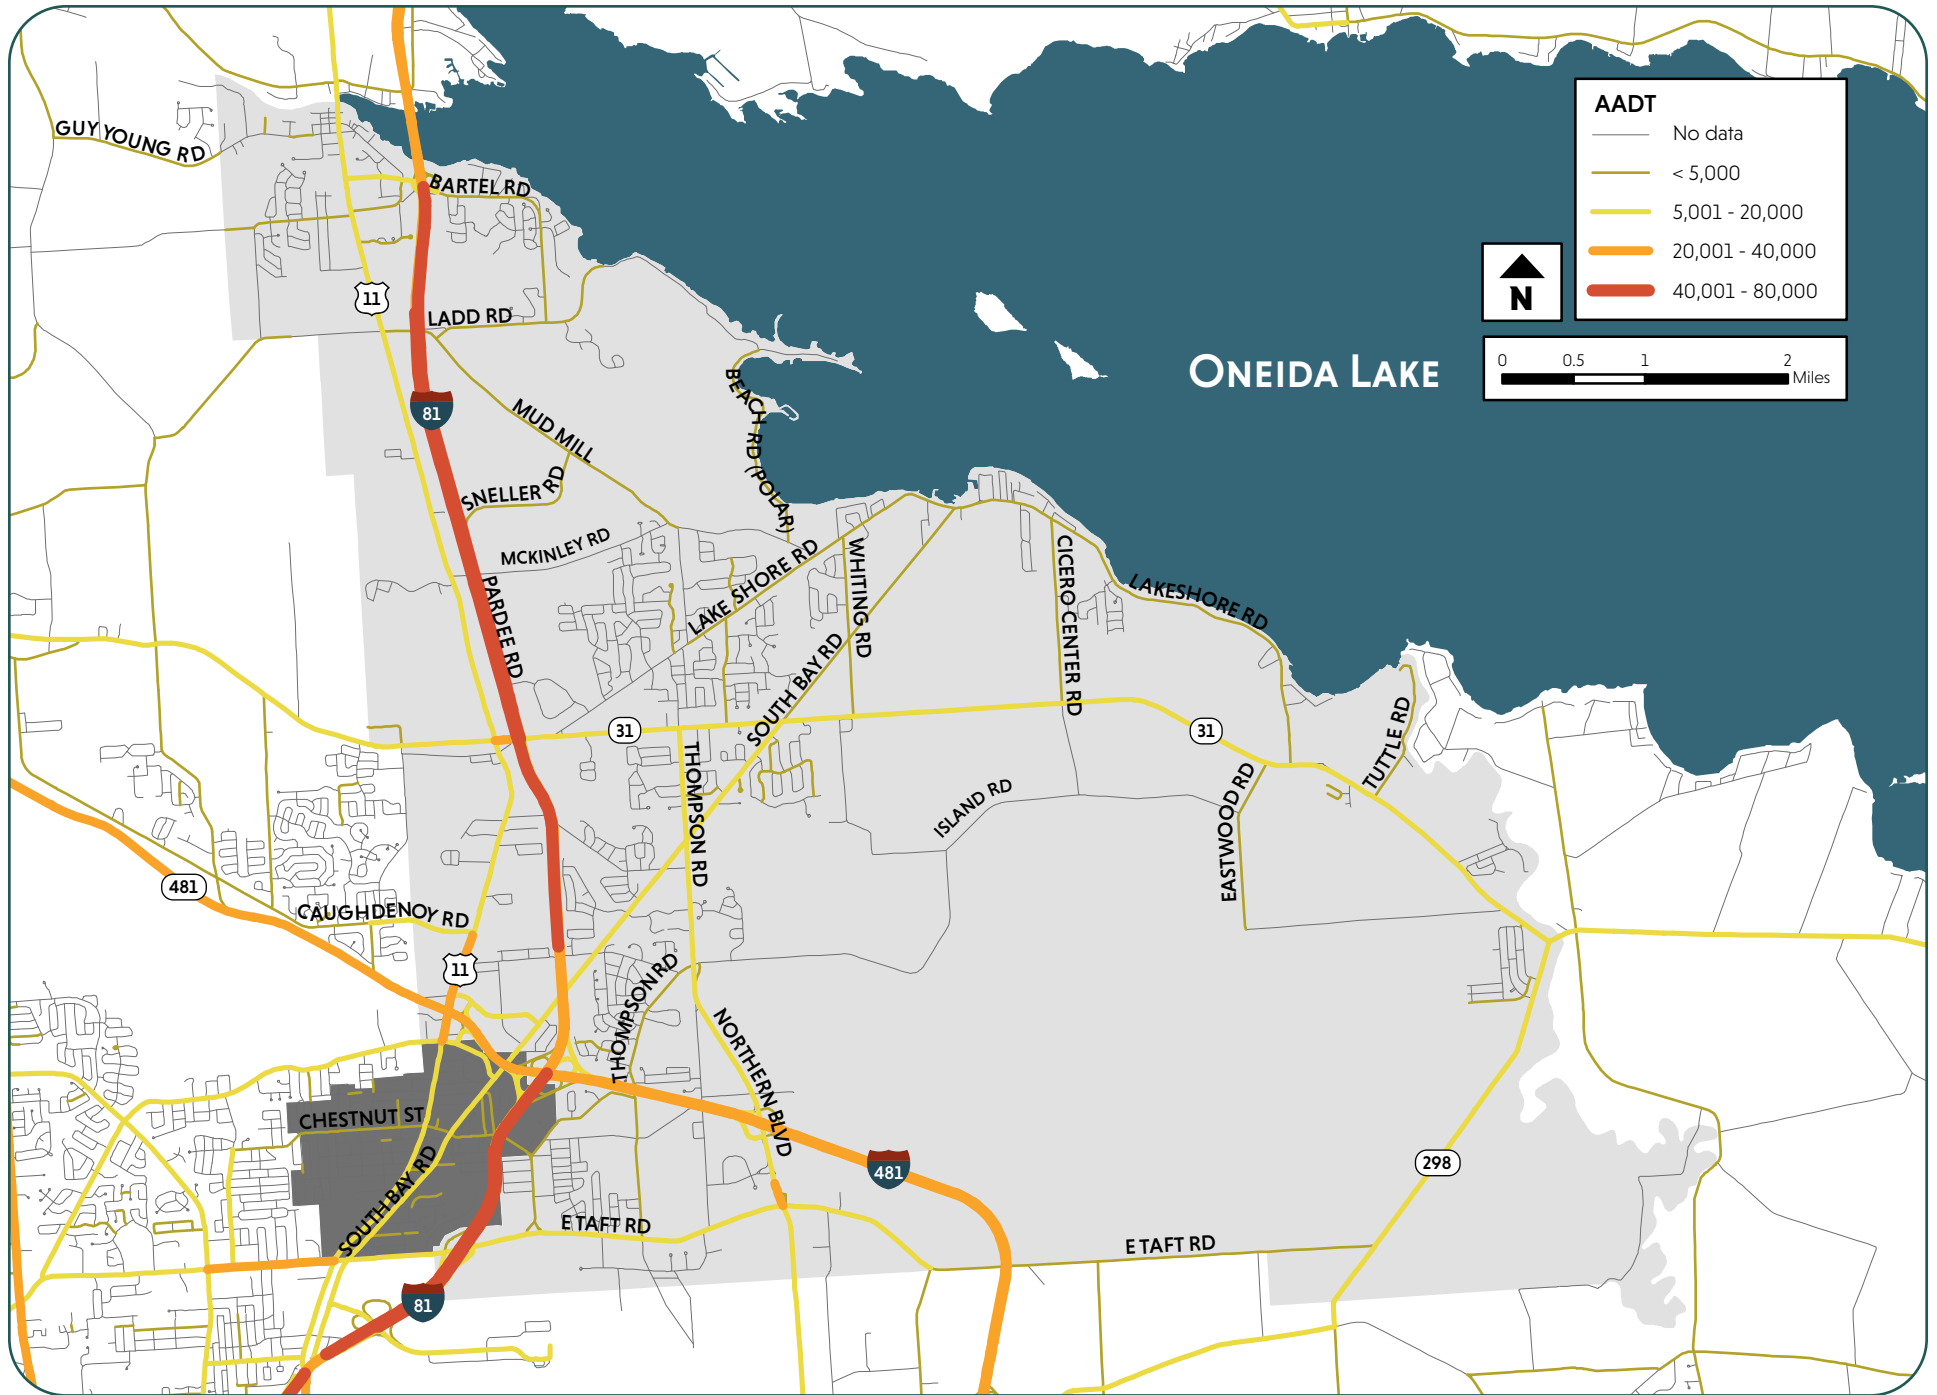 GUY YOUNG RD
BARTEL RD
11
LADD RD
81
MUD MILL
SNELLER RD
MCKINLEY RD
PARDEE RD
BEACH RD (POLAR)
LAKE SHORE RD
WHITING RD
SOUTH BAY RD
CICERO CENTER RD
LAKESHORE RD
ONEIDA LAKE
AADT
No data
< 5,000
5,001 - 20,000
20,001 - 40,000
40,001 - 80,000
N
0 0.5 1 2
Miles
31
31
THOMPSON RD
ISLAND RD
EASTWOOD RD
TUTTLE RD
481
CAUGHDENOY RD
11
THOMPSON RD
NORTHERN BLVD
CHESTNUT ST
SOUTH BAY RD
481
298
E TAFT RD
E TAFT RD
81